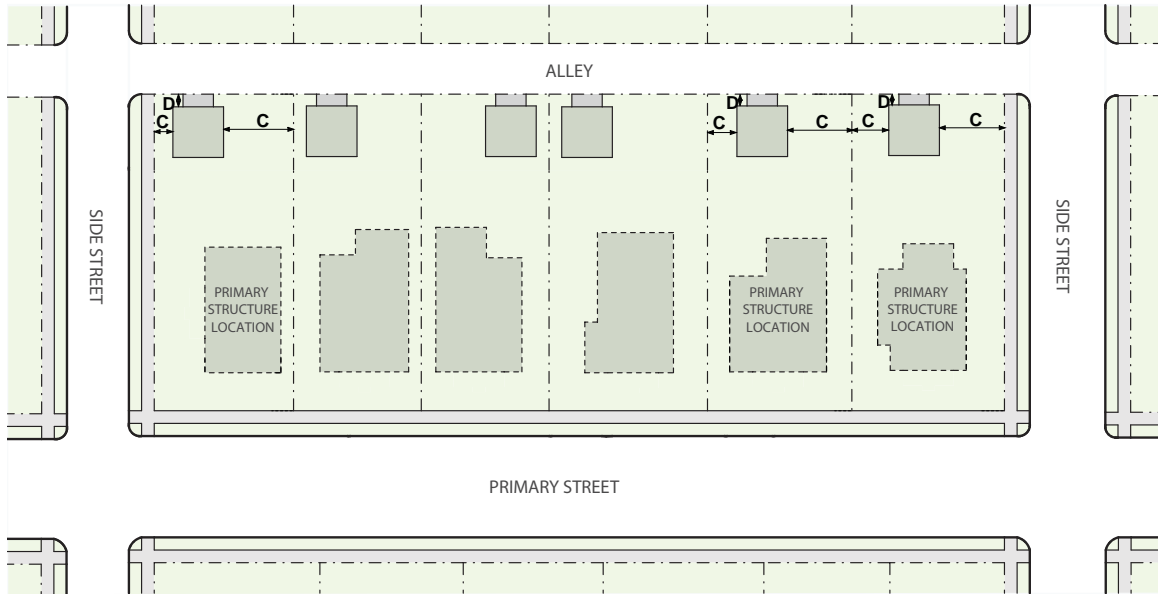 ALLEY
D
D
D
C
C
C
C
C
C
SIDE STREET
SIDE STREET
PRIMARY
STRUCTURE
LOCATION
PRIMARY
STRUCTURE
LOCATION
PRIMARY
STRUCTURE
LOCATION
PRIMARY STREET